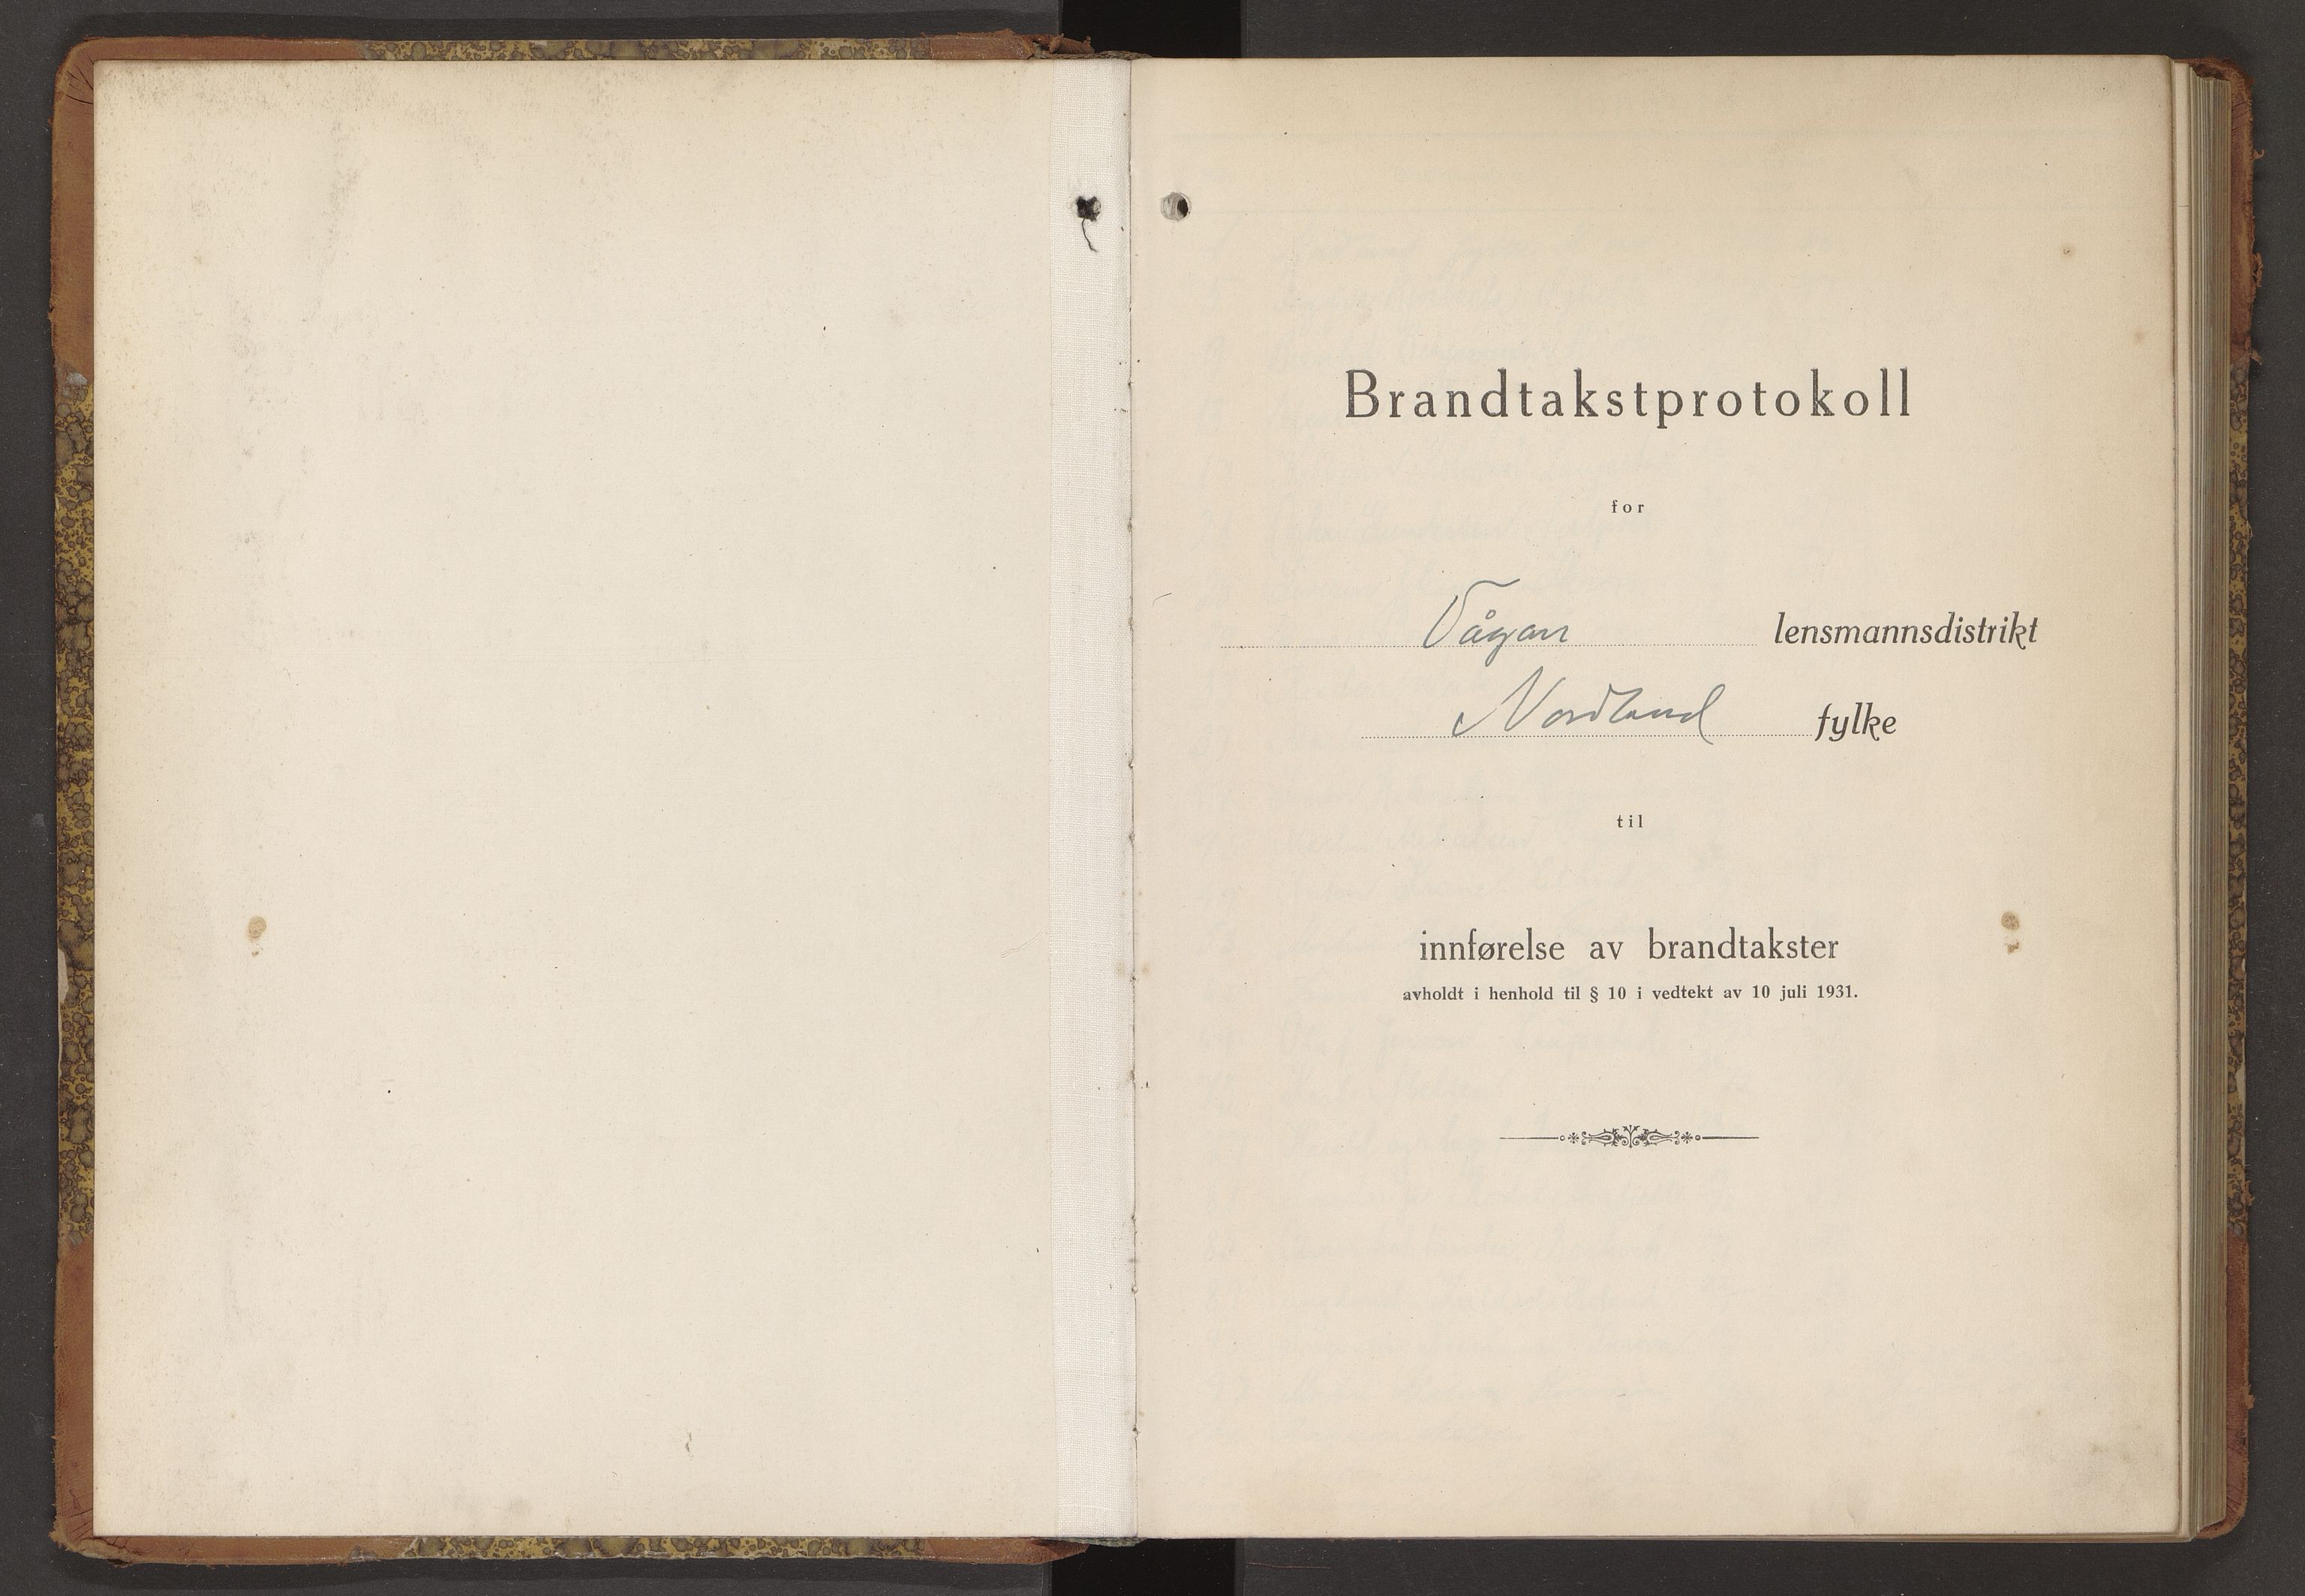 Brandtakstprotokoll
for
Vågan lensmannsdistrikt
Nordland fylke
til
innførelse av brandtakster
avholdt i henhold til § 10 i vedtekt av 10 juli 1931.